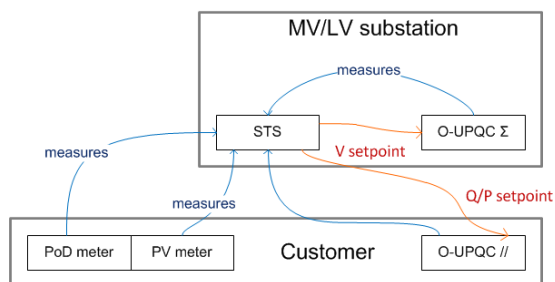 MV/LV substation
measures
STS
O-UPQC Σ
V setpoint
measures
Q/P setpoint
measures
PoD meter
PV meter
Customer
O-UPQC //